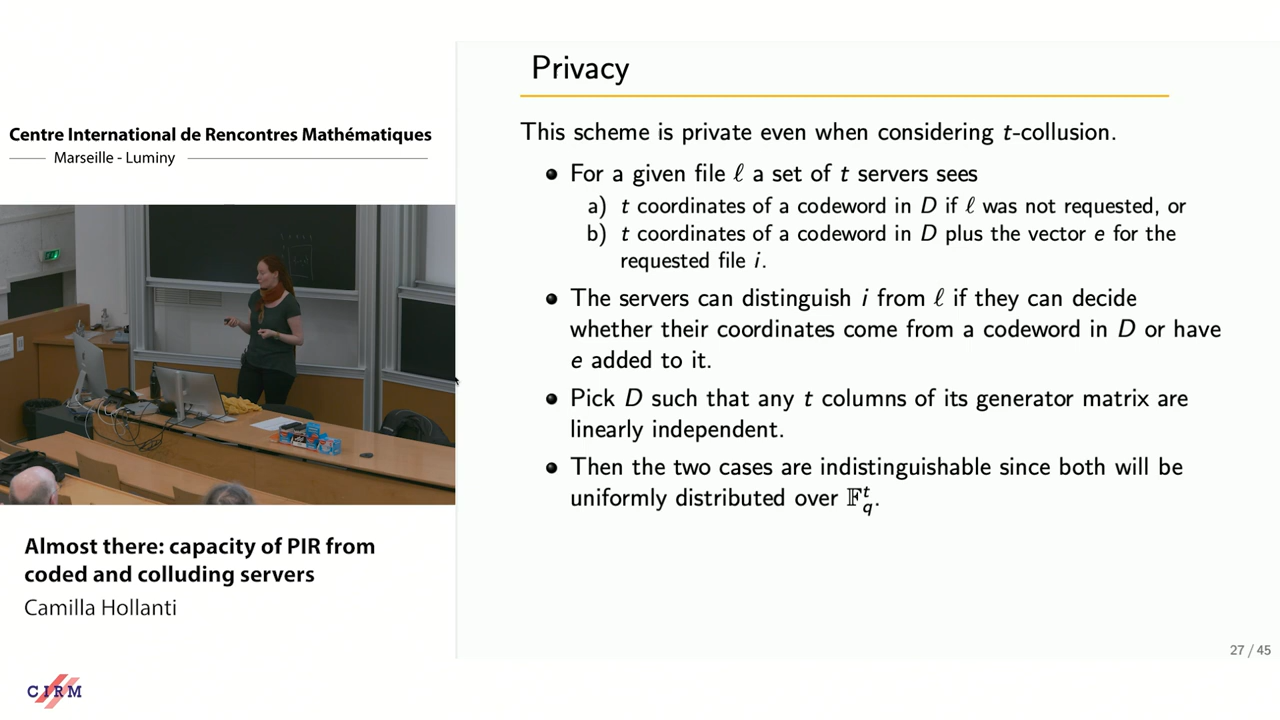 Centre International de Rencontres Mathématiques
Marseille - Luminy
Almost there: capacity of PIR from
coded and colluding servers
Camilla Hollanti
CIRM
Privacy
This scheme is private even when considering t-collusion.
• For a given file ℓ a set of t servers sees
a) t coordinates of a codeword in D if ℓ was not requested, or
b) t coordinates of a codeword in D plus the vector e for the
requested file i.
• The servers can distinguish i from ℓ if they can decide
whether their coordinates come from a codeword in D or have
e added to it.
• Pick D such that any t columns of its generator matrix are
linearly independent.
• Then the two cases are indistinguishable since both will be
uniformly distributed over 𝔽_q^t.
27 / 45